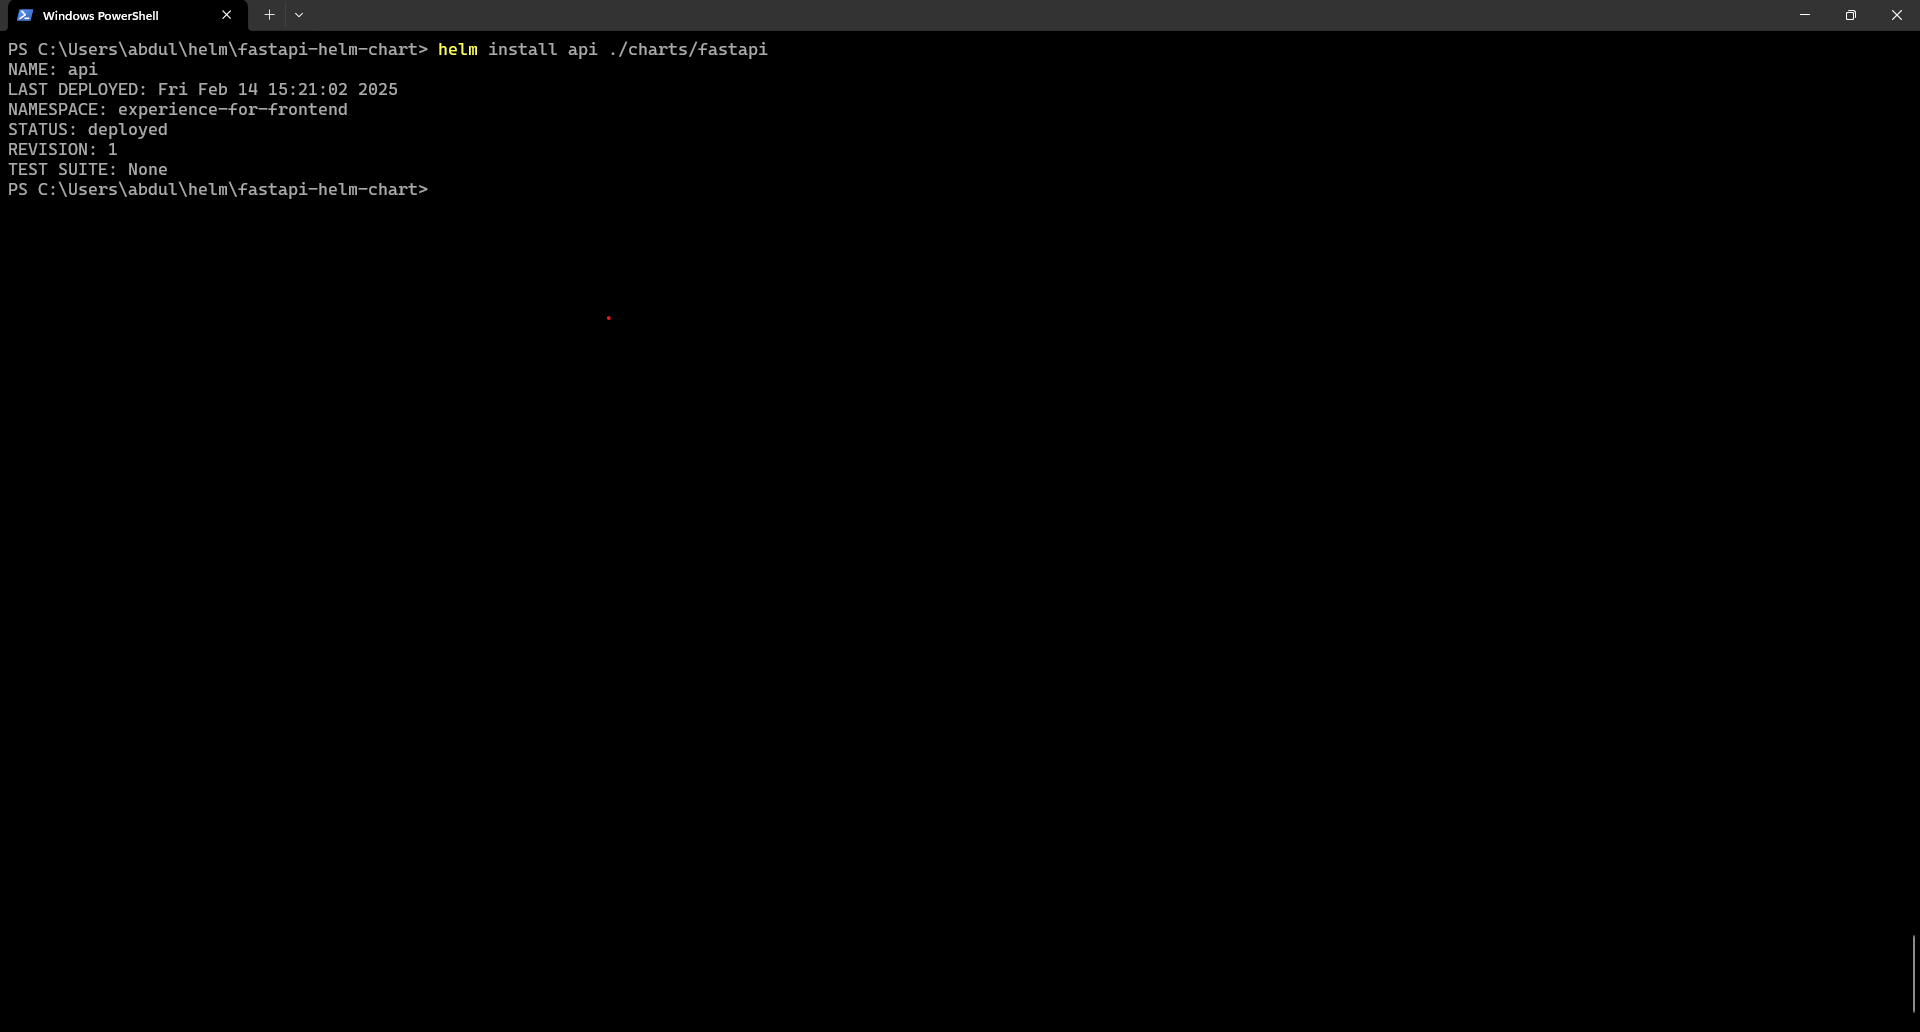 Windows PowerShell
PS C:\Users\abdul\helm\fastapi-helm-chart> helm install api ./charts/fastapi
NAME: api
LAST DEPLOYED: Fri Feb 14 15:21:02 2025
NAMESPACE: experience-for-frontend
STATUS: deployed
REVISION: 1
TEST SUITE: None
PS C:\Users\abdul\helm\fastapi-helm-chart>